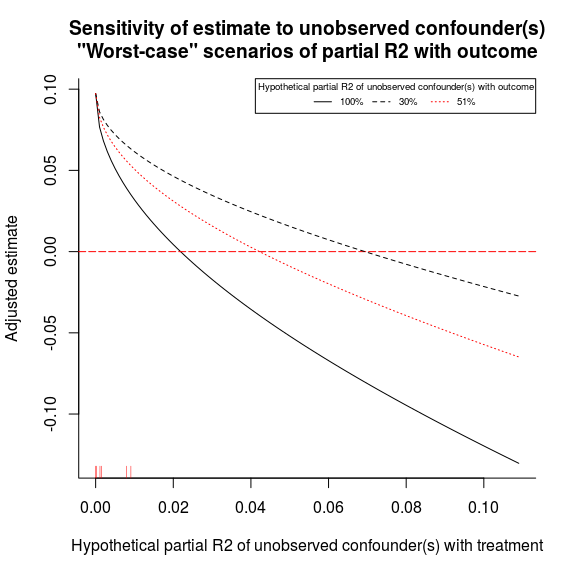 Sensitivity of estimate to unobserved confounder(s)
"Worst-case" scenarios of partial R2 with outcome
Hypothetical partial R2 of unobserved confounder(s) with outcome
100% 30% 51%
0.10
0.05
0.00
-0.05
-0.10
Adjusted estimate
0.00 0.02 0.04 0.06 0.08 0.10
Hypothetical partial R2 of unobserved confounder(s) with treatment